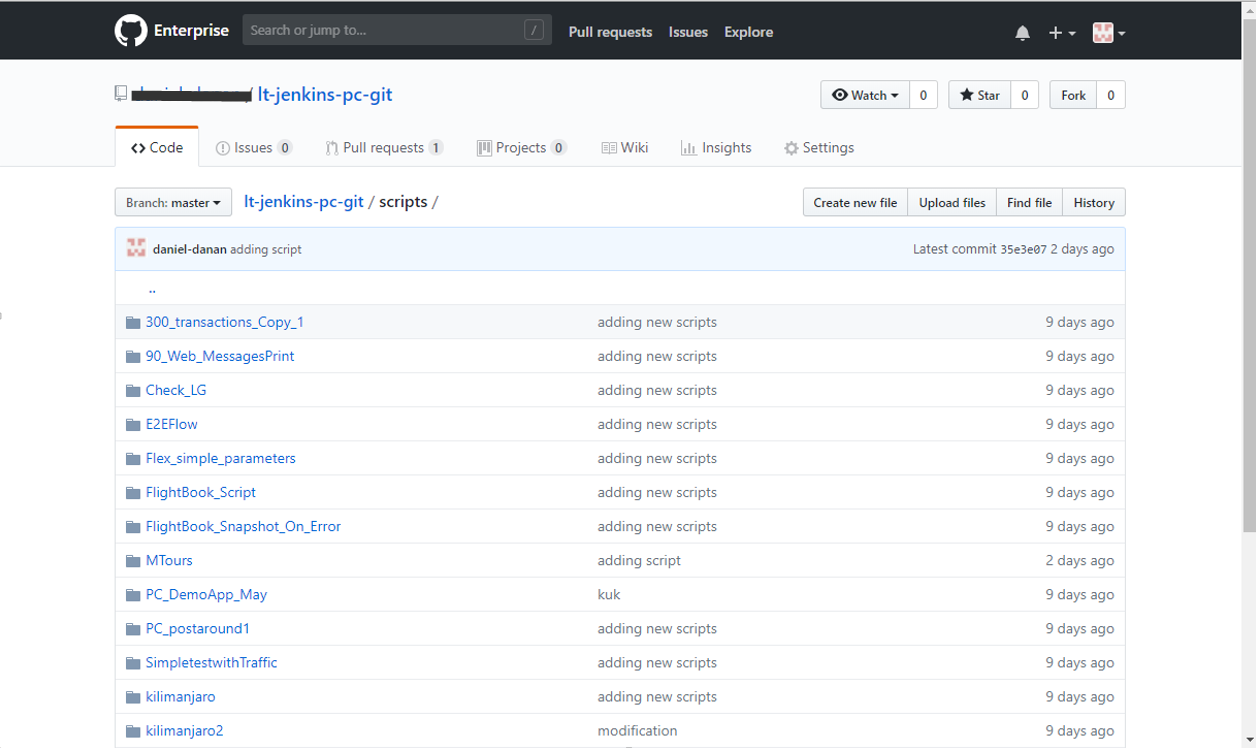 Enterprise Search or jump to... / Pull requests Issues Explore
/ lt-jenkins-pc-git Watch 0 Star 0 Fork 0
Code Issues 0 Pull requests 1 Projects 0 Wiki Insights Settings
Branch: master lt-jenkins-pc-git / scripts / Create new file Upload files Find file History
daniel-danan adding script Latest commit 35e3e07 2 days ago
..
300_transactions_Copy_1 adding new scripts 9 days ago
90_Web_MessagesPrint adding new scripts 9 days ago
Check_LG adding new scripts 9 days ago
E2EFlow adding new scripts 9 days ago
Flex_simple_parameters adding new scripts 9 days ago
FlightBook_Script adding new scripts 9 days ago
FlightBook_Snapshot_On_Error adding new scripts 9 days ago
MTours adding script 2 days ago
PC_DemoApp_May kuk 9 days ago
PC_postaround1 adding new scripts 9 days ago
SimpletestwithTraffic adding new scripts 9 days ago
kilimanjaro adding new scripts 9 days ago
kilimanjaro2 modification 9 days ago